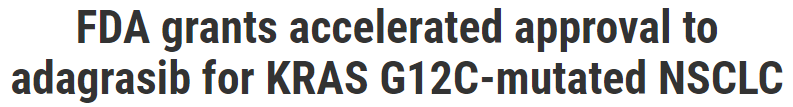 FDA grants accelerated approval to
adagrasib for KRAS G12C-mutated NSCLC